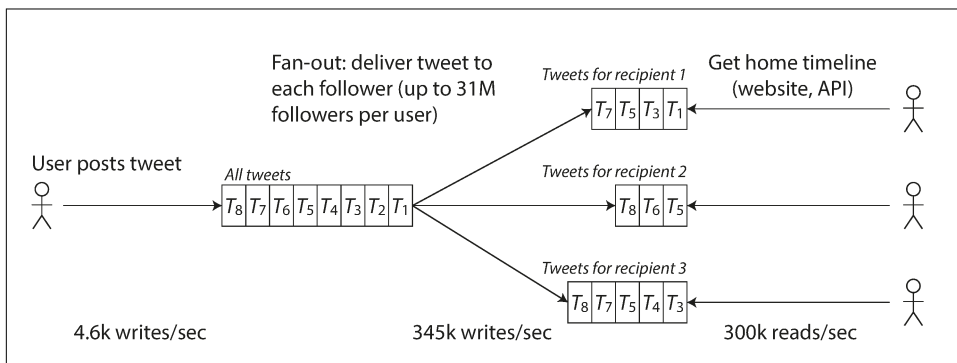 Fan-out: deliver tweet to
each follower (up to 31M
followers per user)
Tweets for recipient 1
T7 T5 T3 T1
Get home timeline
(website, API)
User posts tweet
All tweets
T8 T7 T6 T5 T4 T3 T2 T1
Tweets for recipient 2
T8 T6 T5
Tweets for recipient 3
T8 T7 T5 T4 T3
4.6k writes/sec
345k writes/sec
300k reads/sec